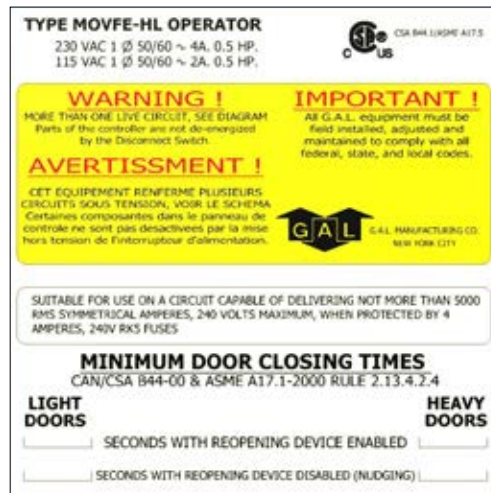 TYPE MOVFE-HL OPERATOR
230 VAC 1 Ø 50/60 ~ 4A. 0.5 HP.
115 VAC 1 Ø 50/60 ~ 2A. 0.5 HP.
C US
CSA B44.1/ASME A17.5
WARNING !
MORE THAN ONE LIVE CIRCUIT, SEE DIAGRAM
Parts of the controller are not de-energized
by the Disconnect Switch.
AVERTISSMENT !
CET EQUIPEMENT RENFERME PLUSIEURS
CIRCUITS SOUS TENSION, VOIR LE SCHEMA
Certaines composantes dans le panneau de
controle ne sont pas desactivees par la mise
hors tension de l'interrupteur d'alimentation.
IMPORTANT !
All G.A.L. equipment must be
field installed, adjusted and
maintained to comply with all
federal, state, and local codes.
GAL
G.A.L. MANUFACTURING CO.
NEW YORK CITY
SUITABLE FOR USE ON A CIRCUIT CAPABLE OF DELIVERING NOT MORE THAN 5000
RMS SYMMETRICAL AMPERES, 240 VOLTS MAXIMUM, WHEN PROTECTED BY 4
AMPERES, 240V RK5 FUSES
MINIMUM DOOR CLOSING TIMES
CAN/CSA B44-00 & ASME A17.1-2000 RULE 2.13.4.2.4
LIGHT DOORS
HEAVY DOORS
SECONDS WITH REOPENING DEVICE ENABLED
SECONDS WITH REOPENING DEVICE DISABLED (NUDGING)